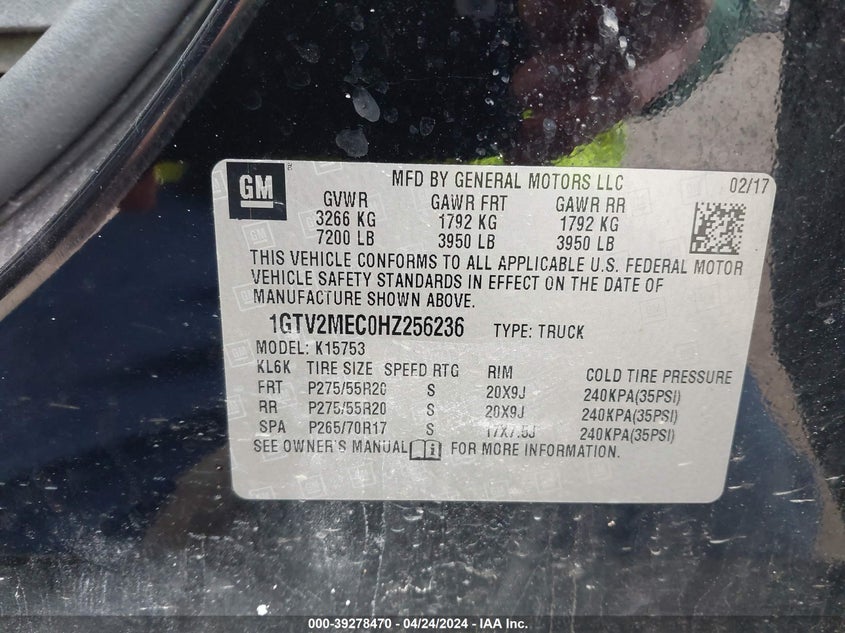 GM
MFD BY GENERAL MOTORS LLC 02/17
GVWR GAWR FRT GAWR RR
3266 KG 1792 KG 1792 KG
7200 LB 3950 LB 3950 LB
THIS VEHICLE CONFORMS TO ALL APPLICABLE U.S. FEDERAL MOTOR
VEHICLE SAFETY STANDARDS IN EFFECT ON THE DATE OF
MANUFACTURE SHOWN ABOVE.
1GTV2MEC0HZ256236 TYPE: TRUCK
MODEL: K15753
KL6K TIRE SIZE SPEED RTG RIM COLD TIRE PRESSURE
FRT P275/55R20 S 20X9J 240KPA(35PSI)
RR P275/55R20 S 20X9J 240KPA(35PSI)
SPA P265/70R17 S 17X7.5J 240KPA(35PSI)
SEE OWNER'S MANUAL FOR MORE INFORMATION.
000-39278470 - 04/24/2024 - IAA Inc.